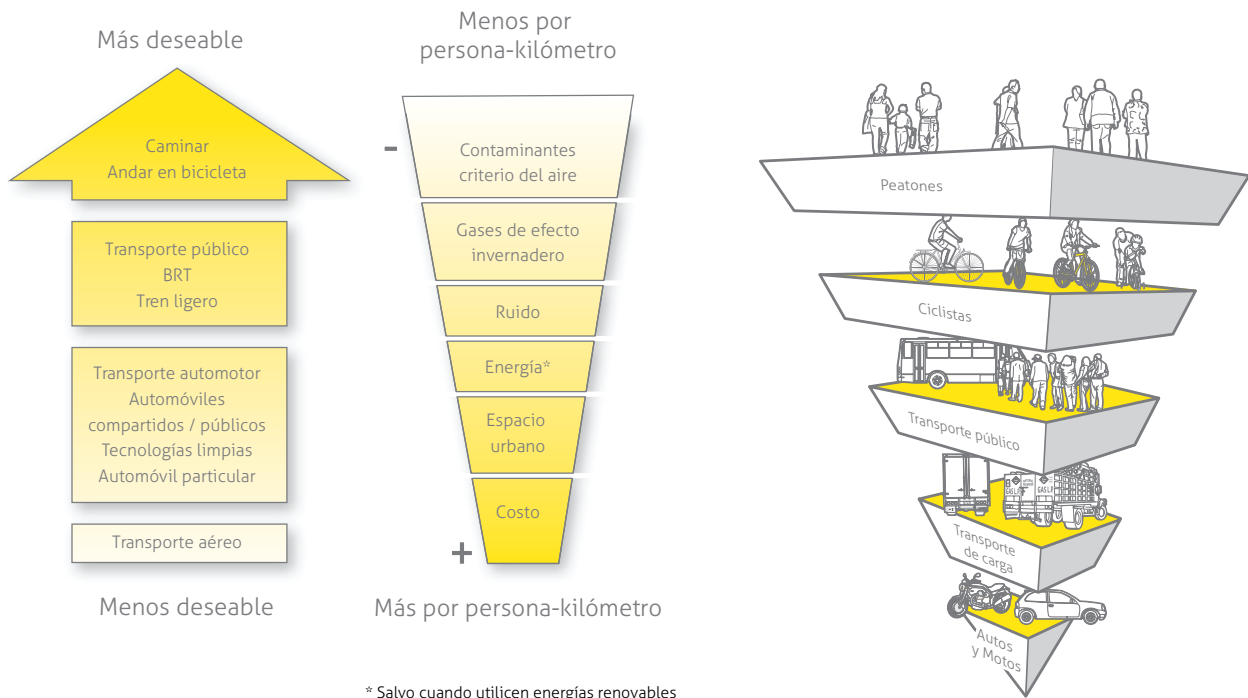 Más deseable
Caminar
Andar en bicicleta
Transporte público
BRT
Tren ligero
Transporte automotor
Automóviles
compartidos / públicos
Tecnologías limpias
Automóvil particular
Transporte aéreo
Menos deseable
Menos por
persona-kilómetro
-
Contaminantes
criterio del aire
Gases de efecto
invernadero
Ruido
Energía*
Espacio
urbano
Costo
+
Más por persona-kilómetro
* Salvo cuando utilicen energías renovables
Peatones
Ciclistas
Transporte público
GAS L.P.
GAS L.P.
Transporte
de carga
Autos
y Motos